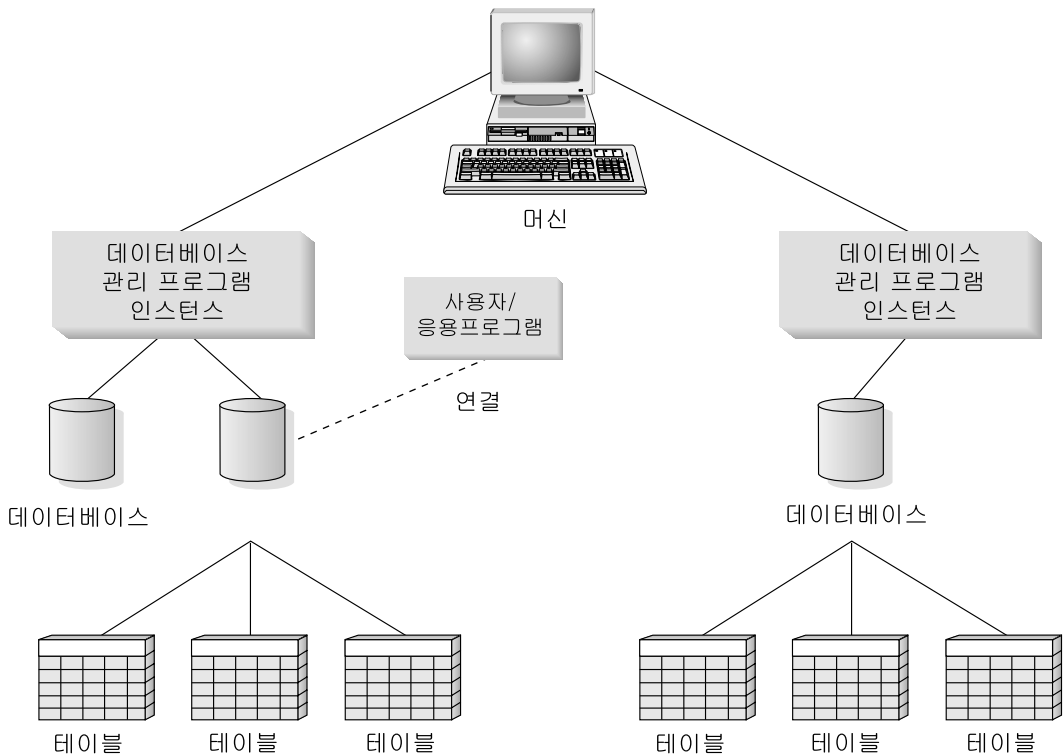 머신
데이터베이스
관리 프로그램
인스턴스
사용자/
응용프로그램
데이터베이스
관리 프로그램
인스턴스
연결
데이터베이스
데이터베이스
테이블
테이블
테이블
테이블
테이블
테이블